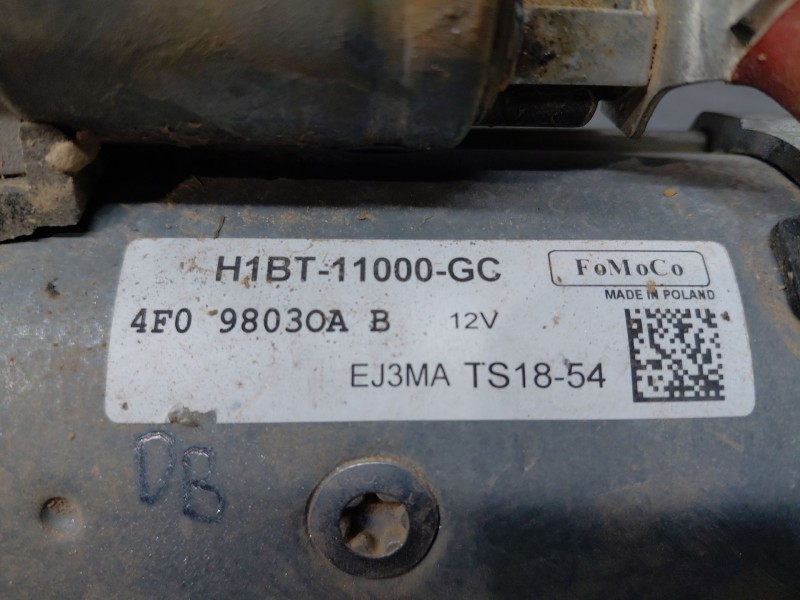 H1BT-11000-GC
FoMoCo
MADE IN POLAND
4F0 98030A B 12V
EJ3MA TS18-54
DB